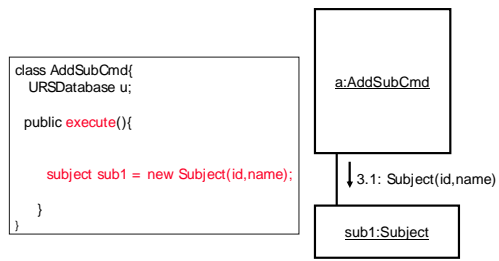 class AddSubCmd{
URSDatabase u;
public execute(){
subject sub1 = new Subject(id,name);
}
}
a:AddSubCmd
3.1: Subject(id,name)
sub1:Subject